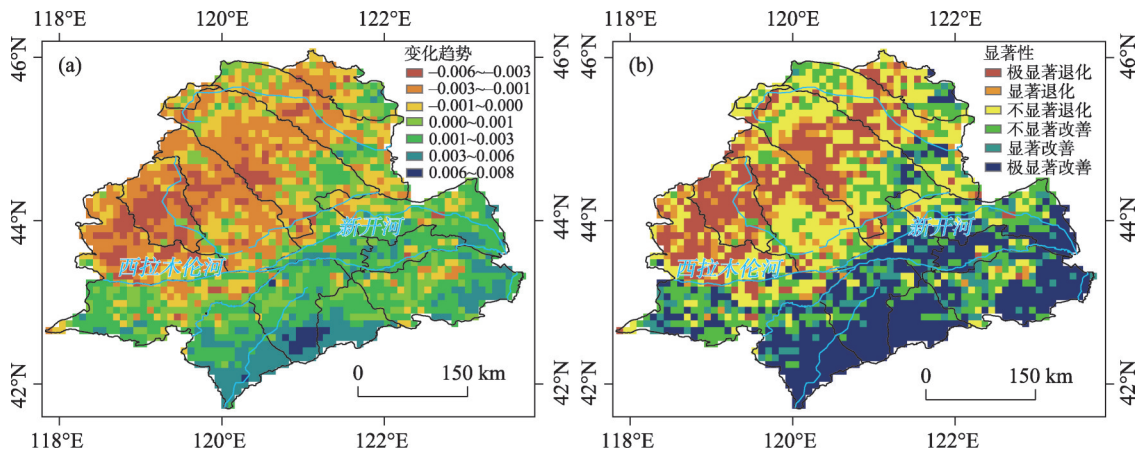 118°E 120°E 122°E
46°N
44°N
42°N
(a)
变化趋势
−0.006~−0.003
−0.003~−0.001
−0.001~0.000
0.000~0.001
0.001~0.003
0.003~0.006
0.006~0.008
新开河
西拉木伦河
0 150 km
118°E 120°E 122°E
118°E 120°E 122°E
46°N
44°N
42°N
(b)
显著性
极显著退化
显著退化
不显著退化
不显著改善
显著改善
极显著改善
新开河
西拉木伦河
0 150 km
46°N
44°N
42°N
118°E 120°E 122°E